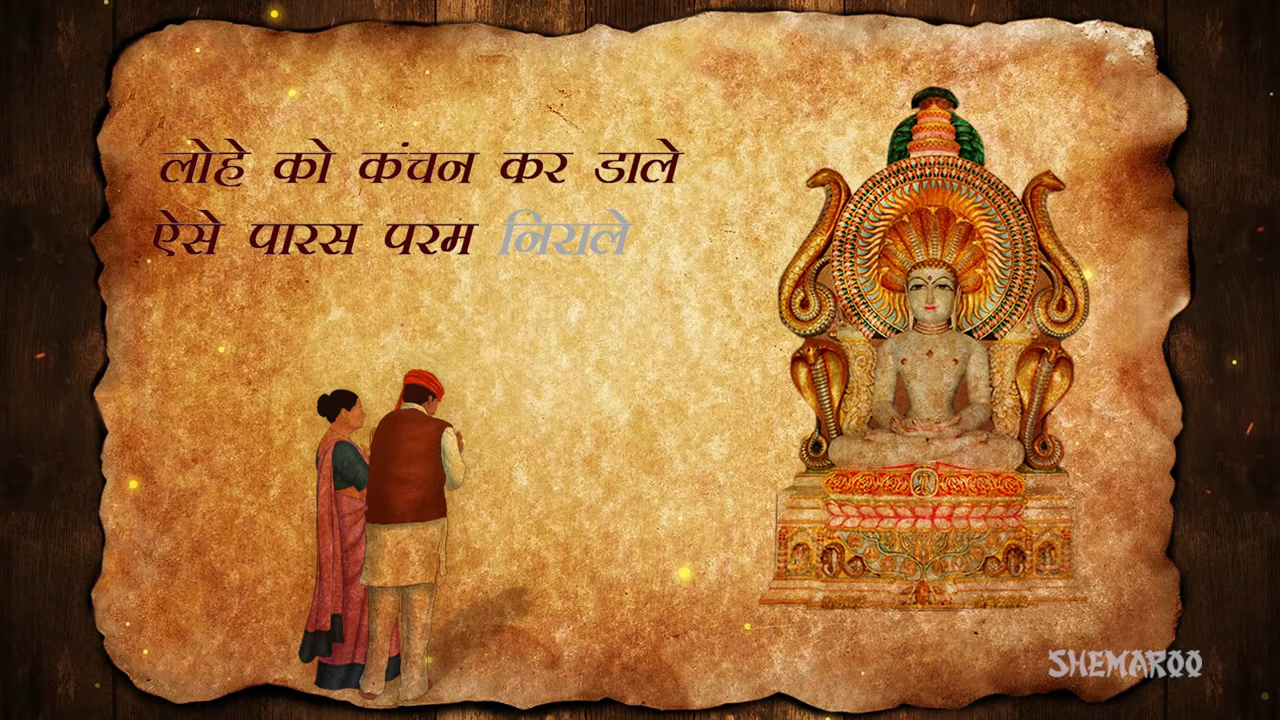 लोहे को कंचन कर डाले
ऐसे पारस परम निराले
SHEMAROO